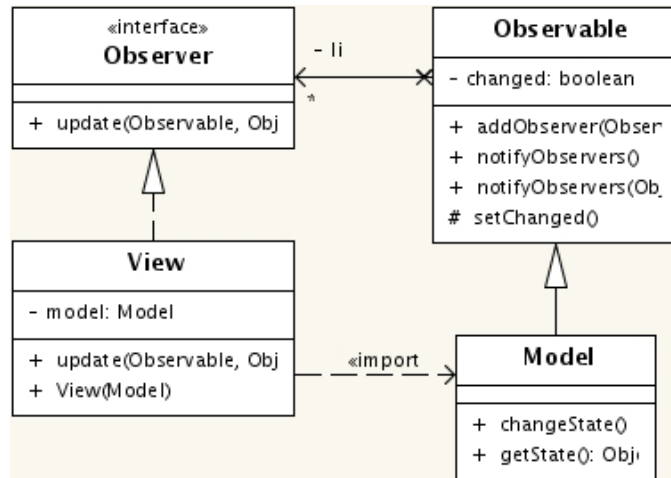 «interface»
Observer
+ update(Observable, Obj
- li
*
Observable
- changed: boolean
+ addObserver(Obser
+ notifyObservers()
+ notifyObservers(Obj
# setChanged()
View
- model: Model
+ update(Observable, Obj
+ View(Model)
«import
Model
+ changeState()
+ getState(): Obj